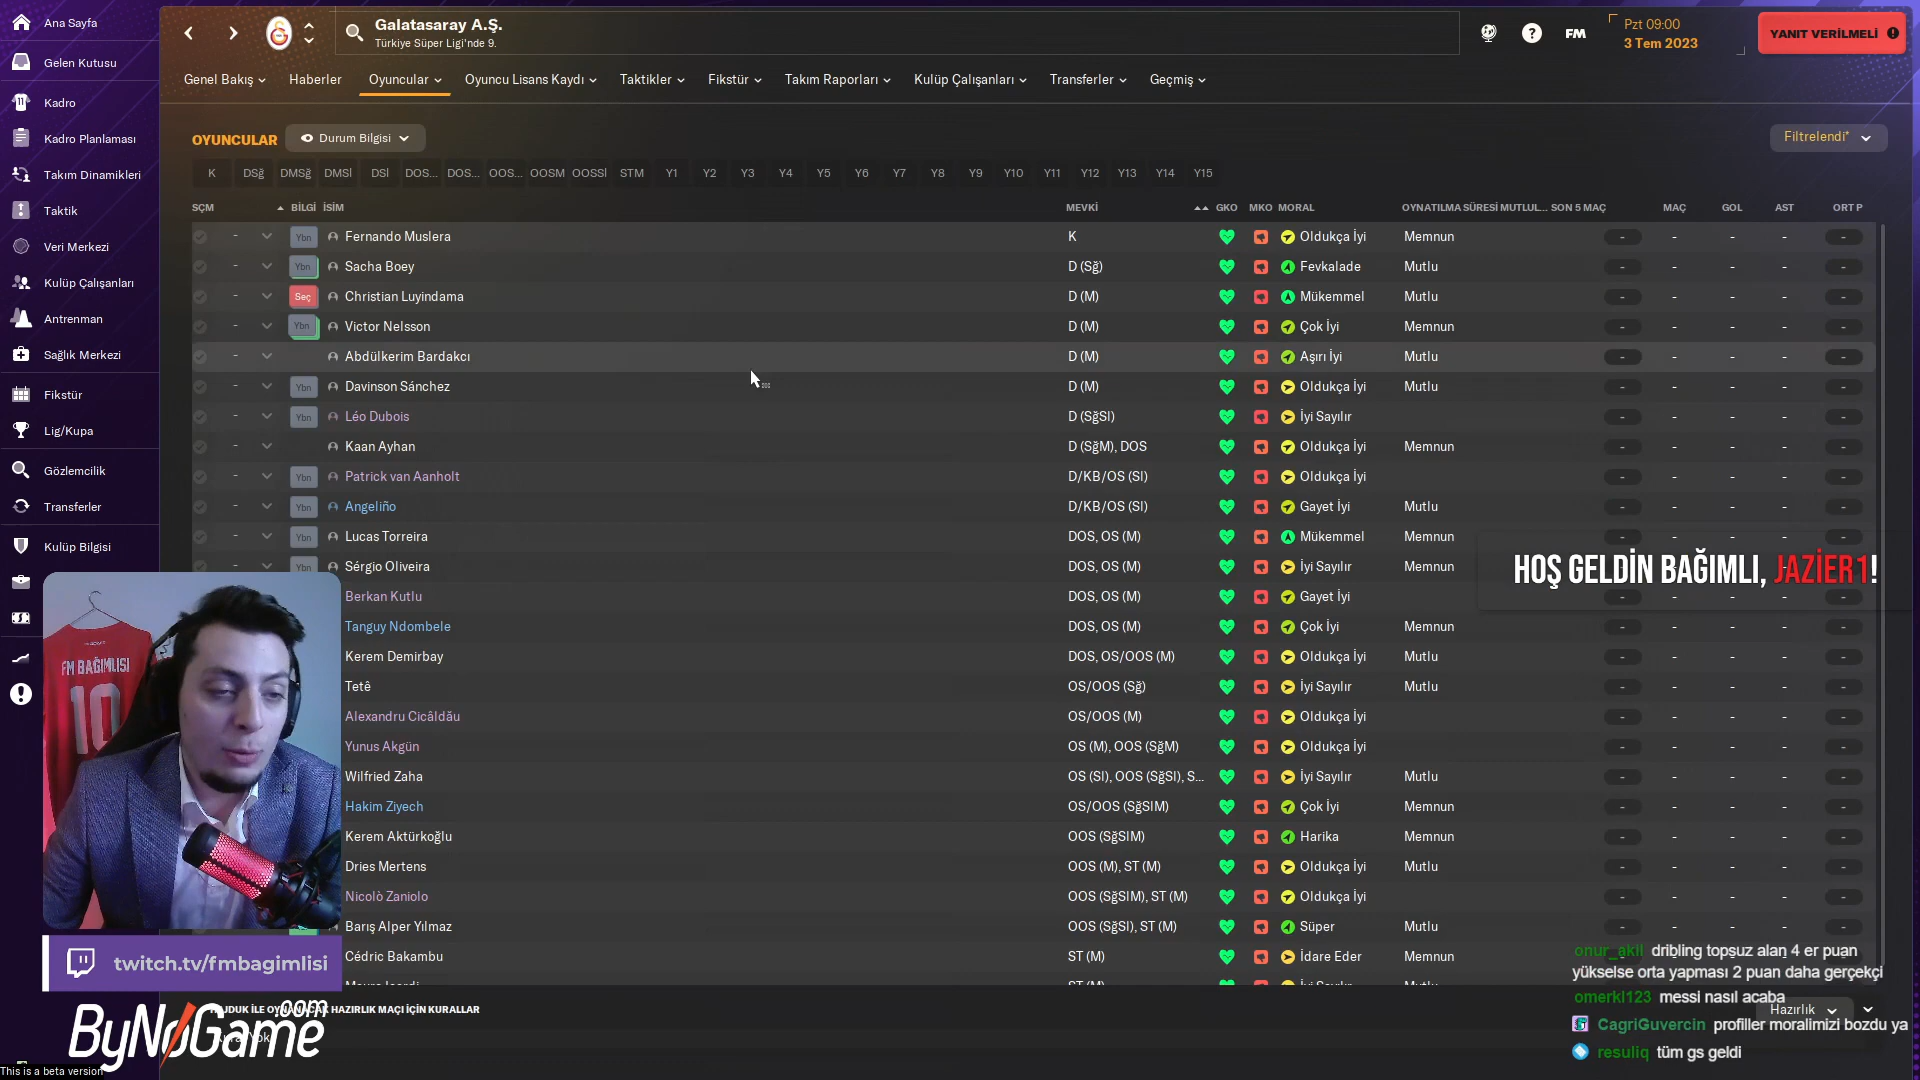 Ana Sayfa
Gelen Kutusu
Kadro
Kadro Planlaması
Takım Dinamikleri
Taktik
Veri Merkezi
Kulüp Çalışanları
Antrenman
Sağlık Merkezi
Fikstür
Lig/Kupa
Gözlemcilik
Transferler
Kulüp Bilgisi
Galatasaray A.Ş.
Türkiye Süper Ligi'nde 9.
FM
Pzt 09:00
3 Tem 2023
YANIT VERİLMELİ
Genel Bakış Haberler Oyuncular Oyuncu Lisans Kaydı Taktikler Fikstür Takım Raporları Kulüp Çalışanları Transferler Geçmiş
OYUNCULAR Durum Bilgisi Filtrelendi*
K DSğ DMSğ DMSl DSl DOS... DOS... OOS... OOSM OOSSl STM Y1 Y2 Y3 Y4 Y5 Y6 Y7 Y8 Y9 Y10 Y11 Y12 Y13 Y14 Y15
SÇM BİLGİ İSİM MEVKİ GKO MKO MORAL OYNATILMA SÜRESİ MUTLUL... SON 5 MAÇ MAÇ GOL AST ORT P
- Ybn Fernando Muslera K Oldukça İyi Memnun - - - - -
- Ybn Sacha Boey D (Sğ) Fevkalade Mutlu - - - - -
- Seç Christian Luyindama D (M) Mükemmel Mutlu - - - - -
- Ybn Victor Nelsson D (M) Çok İyi Memnun - - - - -
- Abdülkerim Bardakcı D (M) Aşırı İyi Mutlu - - - - -
- Ybn Davinson Sánchez D (M) Oldukça İyi Mutlu - - - - -
- Ybn Léo Dubois D (SğSl) İyi Sayılır - - - - -
- Kaan Ayhan D (SğM), DOS Oldukça İyi Memnun - - - - -
- Ybn Patrick van Aanholt D/KB/OS (Sl) Oldukça İyi - - - - -
- Ybn Angeliño D/KB/OS (Sl) Gayet İyi Mutlu - - - - -
- Ybn Lucas Torreira DOS, OS (M) Mükemmel Memnun - - - - -
- Ybn Sérgio Oliveira DOS, OS (M) İyi Sayılır Memnun
Berkan Kutlu DOS, OS (M) Gayet İyi - - - - -
Tanguy Ndombele DOS, OS (M) Çok İyi Memnun - - - - -
Kerem Demirbay DOS, OS/OOS (M) Oldukça İyi Mutlu - - - - -
Tetê OS/OOS (Sğ) İyi Sayılır Mutlu - - - - -
Alexandru Cicâldău OS/OOS (M) Oldukça İyi - - - - -
Yunus Akgün OS (M), OOS (SğM) Oldukça İyi - - - - -
Wilfried Zaha OS (Sl), OOS (SğSl), S... İyi Sayılır Mutlu - - - - -
Hakim Ziyech OS/OOS (SğSlM) Çok İyi Memnun - - - - -
Kerem Aktürkoğlu OOS (SğSlM) Harika Memnun - - - - -
Dries Mertens OOS (M), ST (M) Oldukça İyi Mutlu - - - - -
Nicolò Zaniolo OOS (SğSlM), ST (M) Oldukça İyi - - - - -
Barış Alper Yılmaz OOS (SğSl), ST (M) Süper Mutlu - - - - -
Cédric Bakambu ST (M) İdare Eder Memnun
HOŞ GELDİN BAĞIMLI, JAZİER1!
FM BAĞIMLISI
10
twitch.tv/fmbagimlisi
ByNoGame
.com
HAZIRLIK MAÇI İÇİN KURALLAR
Hazırlık
onur_akll dribling topsuz alan 4 er puan
yükselse orta yapması 2 puan daha gerçekçi
omerkl123 messi nasıl acaba
CagriGuvercin profiller moralimizi bozdu ya
resuliq tüm gs geldi
This is a beta version